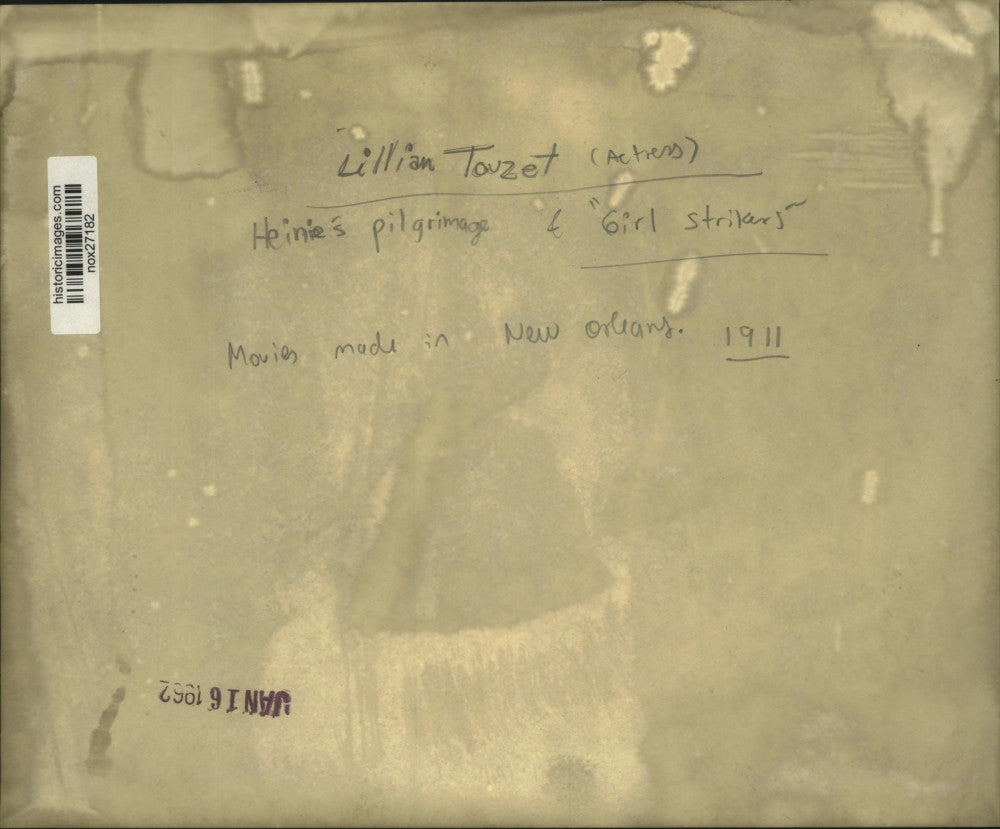 Lillian Touzet (Actress)
Heinie's pilgrimage & "Girl strikers"
Movies made in New Orleans. 1911
historicimages.com
nox27182
JAN 16 1962